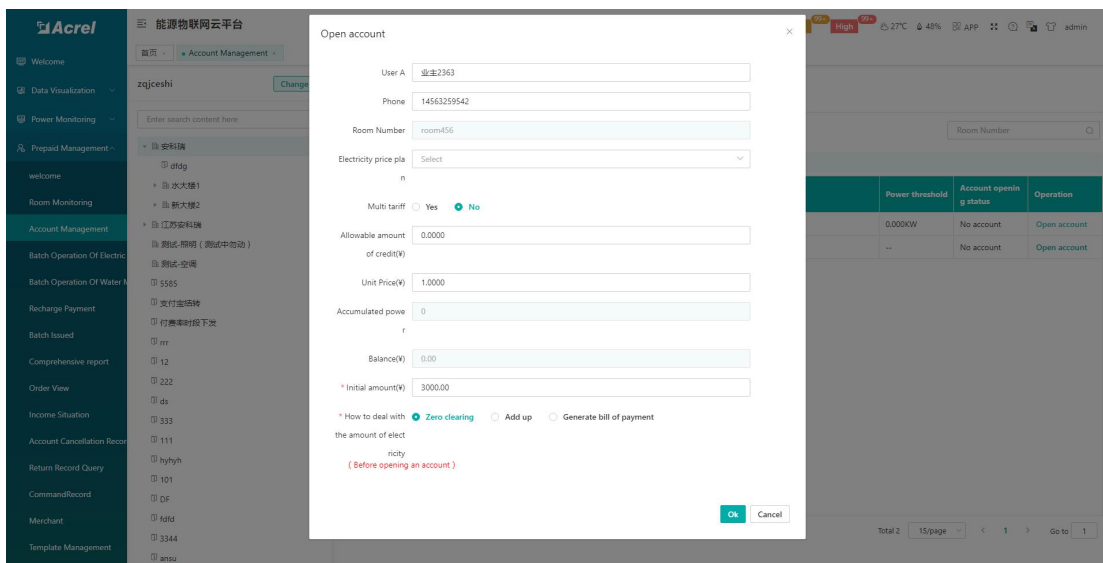 Acrel
能源物联网云平台
99+
High
99+
27℃
48%
APP
admin
首页
Account Management
Welcome
Data Visualization
Power Monitoring
Prepaid Management
welcome
Room Monitoring
Account Management
Batch Operation Of Electric
Batch Operation Of Water M
Recharge Payment
Batch Issued
Comprehensive report
Order View
Income Situation
Account Cancellation Recor
Return Record Query
CommandRecord
Merchant
Template Management
zqjceshi
Change
Enter search content here
安科瑞
dfdg
水大楼1
新大楼2
江苏安科瑞
测试-照明（测试中勿动）
测试-空调
5585
支付宝结转
付费率时段下发
rrr
12
222
ds
333
111
hyhyh
101
DF
fdfd
3344
ansu
Open account
User A
业主2363
Phone
14563259542
Room Number
room456
Electricity price pla
n
Select
Multi tariff
Yes
No
Allowable amount
of credit(¥)
0.0000
Unit Price(¥)
1.0000
Accumulated powe
r
0
Balance(¥)
0.00
* Initial amount(¥)
3000.00
* How to deal with
the amount of elect
ricity
(Before opening an account)
Zero clearing
Add up
Generate bill of payment
Ok
Cancel
Room Number
Power threshold
Account openin
g status
Operation
0.000KW
No account
Open account
--
No account
Open account
Total 2
15/page
1
Go to
1